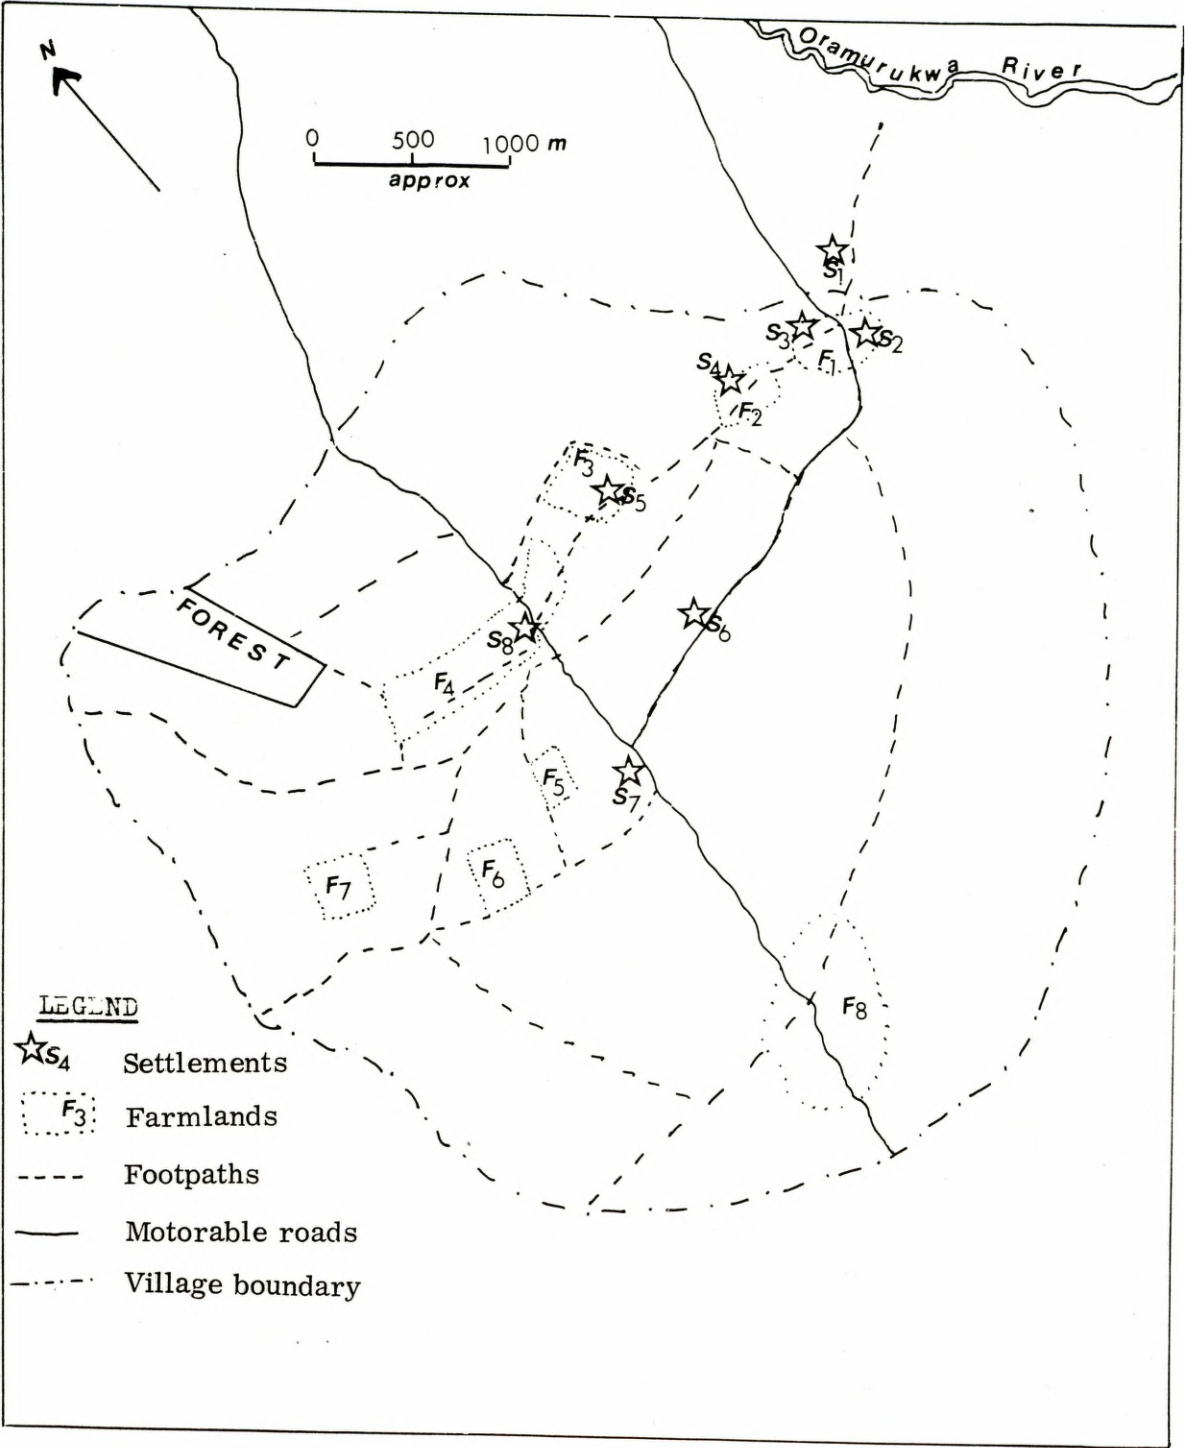 N
Oramurukwa River
0 500 1000 m
approx
S1
S3
S2
F1
S4
F2
F3
S5
FOREST
S8
S6
F4
F5
S7
F6
F7
F8
LEGEND
S4 Settlements
F3 Farmlands
Footpaths
Motorable roads
Village boundary